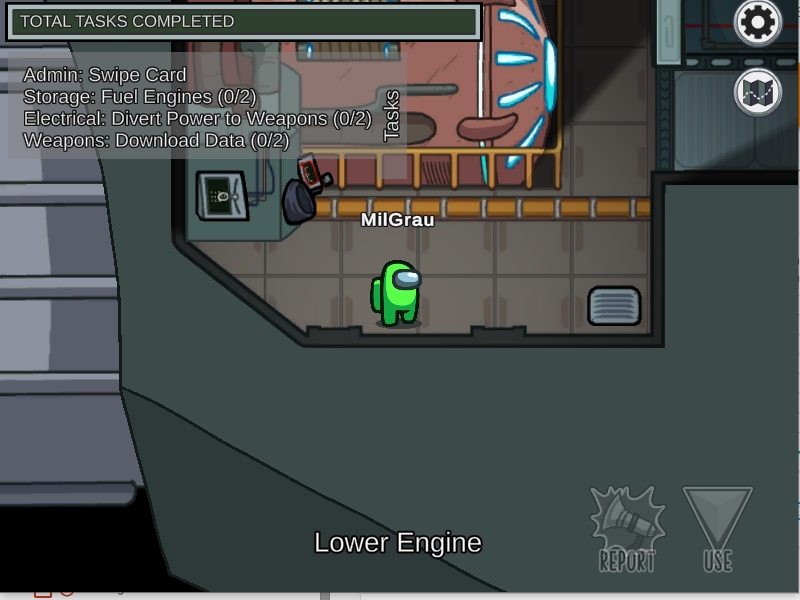 TOTAL TASKS COMPLETED
Admin: Swipe Card
Storage: Fuel Engines (0/2)
Electrical: Divert Power to Weapons (0/2)
Weapons: Download Data (0/2)
Tasks
MilGrau
Lower Engine
REPORT
USE